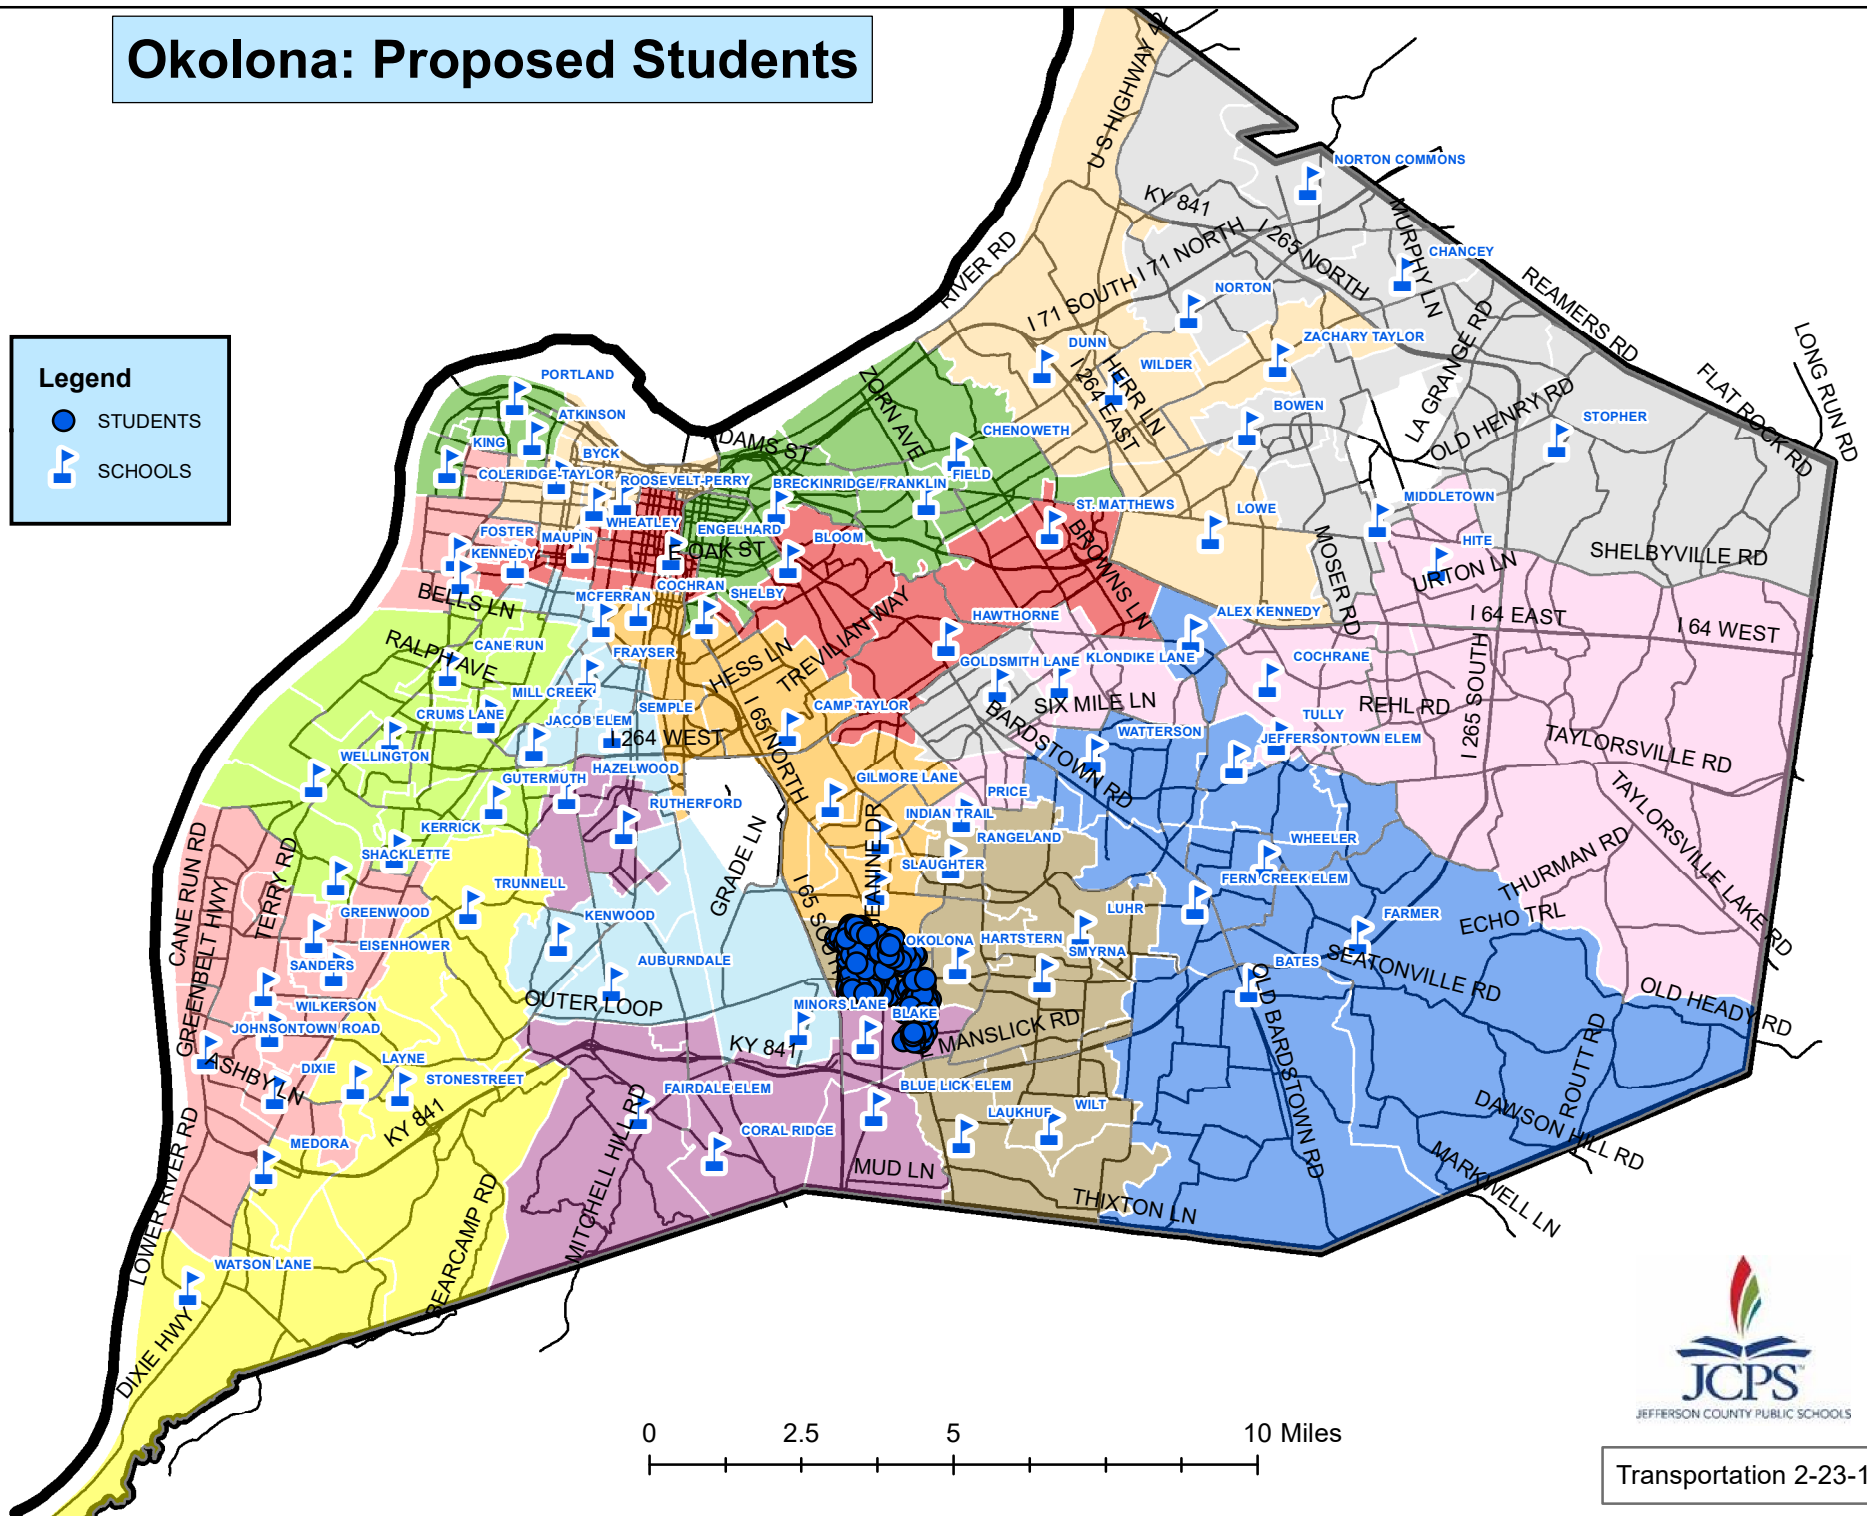 Okolona: Proposed Students
U S HIGHWAY 42
NORTON COMMONS
KY 841
MURPHY LN
I 71 NORTH
I 265 NORTH
CHANCEY
RIVER RD
I 71 SOUTH
NORTON
REAMERS RD
LONG RUN RD
Legend
STUDENTS
SCHOOLS
DUNN
WILDER
ZACHARY TAYLOR
HERR LN
I 264 EAST
LA GRANGE RD
OLD HENRY RD
FLAT ROCK RD
PORTLAND
ATKINSON
ZORN AVE
BOWEN
STOPHER
KING
BYCK
ADAMS ST
CHENOWETH
COLERIDGE-TAYLOR
ROOSEVELT-PERRY
BRECKINRIDGE/FRANKLIN
FIELD
ST. MATTHEWS
LOWE
MIDDLETOWN
FOSTER
MAUPIN
WHEATLEY
ENGELHARD
BLOOM
BROWNS LN
MOSER RD
HITE
SHELBYVILLE RD
KENNEDY
E OAK ST
URTON LN
BELLS LN
MCFERRAN
COCHRAN
SHELBY
TREVILIAN WAY
HAWTHORNE
ALEX KENNEDY
I 64 EAST
I 64 WEST
RALPH AVE
CANE RUN
FRAYSER
HESS LN
GOLDSMITH LANE
KLONDIKE LANE
COCHRANE
I 265 SOUTH
MILL CREEK
SEMPLE
I 65 NORTH
CAMP TAYLOR
BARDSTOWN RD
SIX MILE LN
REHL RD
CRUMS LANE
JACOB ELEM
I 264 WEST
WATTERSON
TULLY
JEFFERSONTOWN ELEM
TAYLORSVILLE RD
WELLINGTON
GUTERMUTH
HAZELWOOD
GILMORE LANE
PRICE
TAYLORSVILLE LAKE RD
RUTHERFORD
INDIAN TRAIL
RANGELAND
CANE RUN RD
KERRICK
GRADE LN
JEANINE DR
WHEELER
THURMAN RD
TERRY RD
SHACKLETTE
SLAUGHTER
FERN CREEK ELEM
GREENBELT HWY
TRUNNELL
I 65 SOUTH
GREENWOOD
KENWOOD
LUHR
FARMER
ECHO TRL
EISENHOWER
OKOLONA
HARTSTERN
SMYRNA
SANDERS
AUBURNDALE
BATES
SEATONVILLE RD
OLD HEADY RD
WILKERSON
OUTER LOOP
MINORS LANE
BLAKE
OLD BARDSTOWN RD
JOHNSONTOWN ROAD
KY 841
E MANSLICK RD
ROUTT RD
ASHBY LN
DIXIE
LAYNE
STONESTREET
FAIRDALE ELEM
BLUE LICK ELEM
LAUKHUF
WILT
DAWSON HILL RD
KY 841
MEDORA
CORAL RIDGE
MUD LN
MARKWELL LN
LOWER RIVER RD
BEARCAMP RD
MITCHELL HILL RD
THIXTON LN
WATSON LANE
DIXIE HWY
0 2.5 5 10 Miles
JCPS
JEFFERSON COUNTY PUBLIC SCHOOLS
Transportation 2-23-1